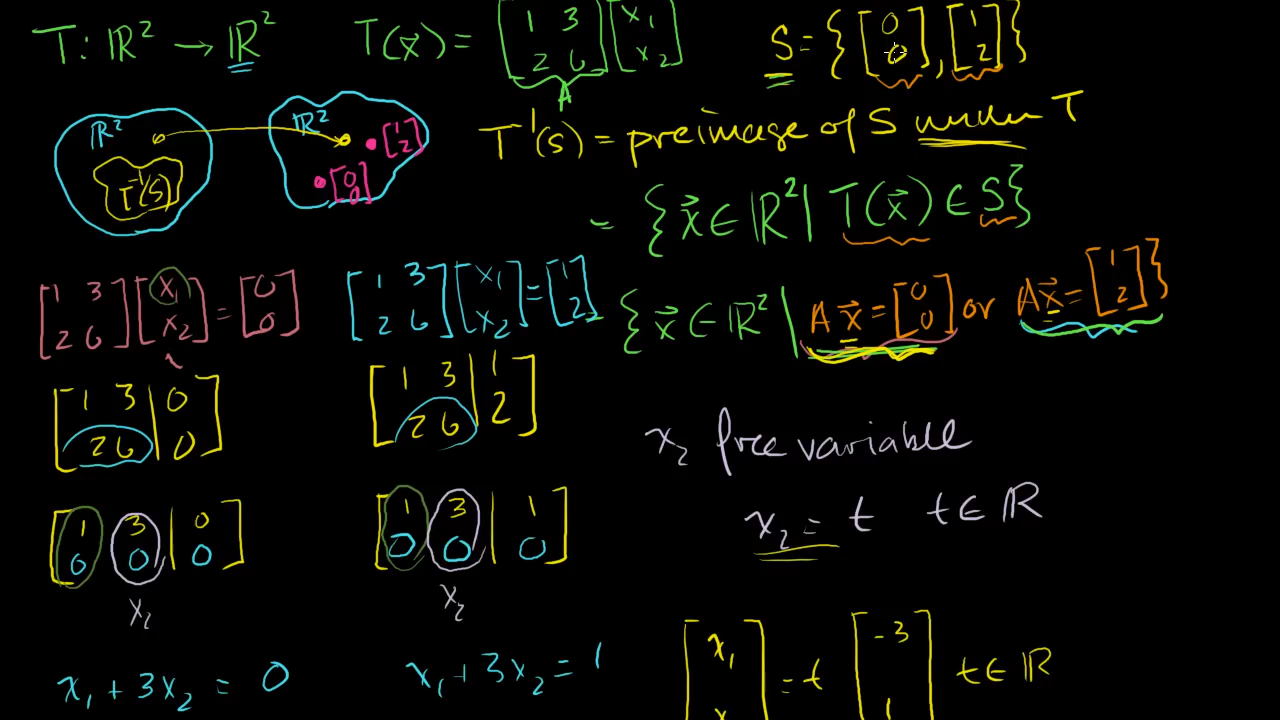 T: ℝ² → ℝ² T(x⃗) = [1 3; 2 6][x₁; x₂] S = {[0; 0], [1; 2]}
A
ℝ² ℝ² [1; 2] T⁻¹(S) = preimage of S under T
T⁻¹(S) [0; 0] = {x⃗ ∈ ℝ² | T(x⃗) ∈ S}
[1 3; 2 6][x₁; x₂] = [0; 0] [1 3; 2 6][x₁; x₂] = [1; 2] {x⃗ ∈ ℝ² | Ax⃗ = [0; 0] or Ax⃗ = [1; 2]}
[1 3 | 0; 2 6 | 0] [1 3 | 1; 2 6 | 2]
x₂ free variable
[1 3 | 0; 0 0 | 0] [1 3 | 1; 0 0 | 0] x₂ = t t ∈ ℝ
x₂ x₂
x₁ + 3x₂ = 0 x₁ + 3x₂ = 1 [x₁; x] = t [-3; 1] t ∈ ℝ